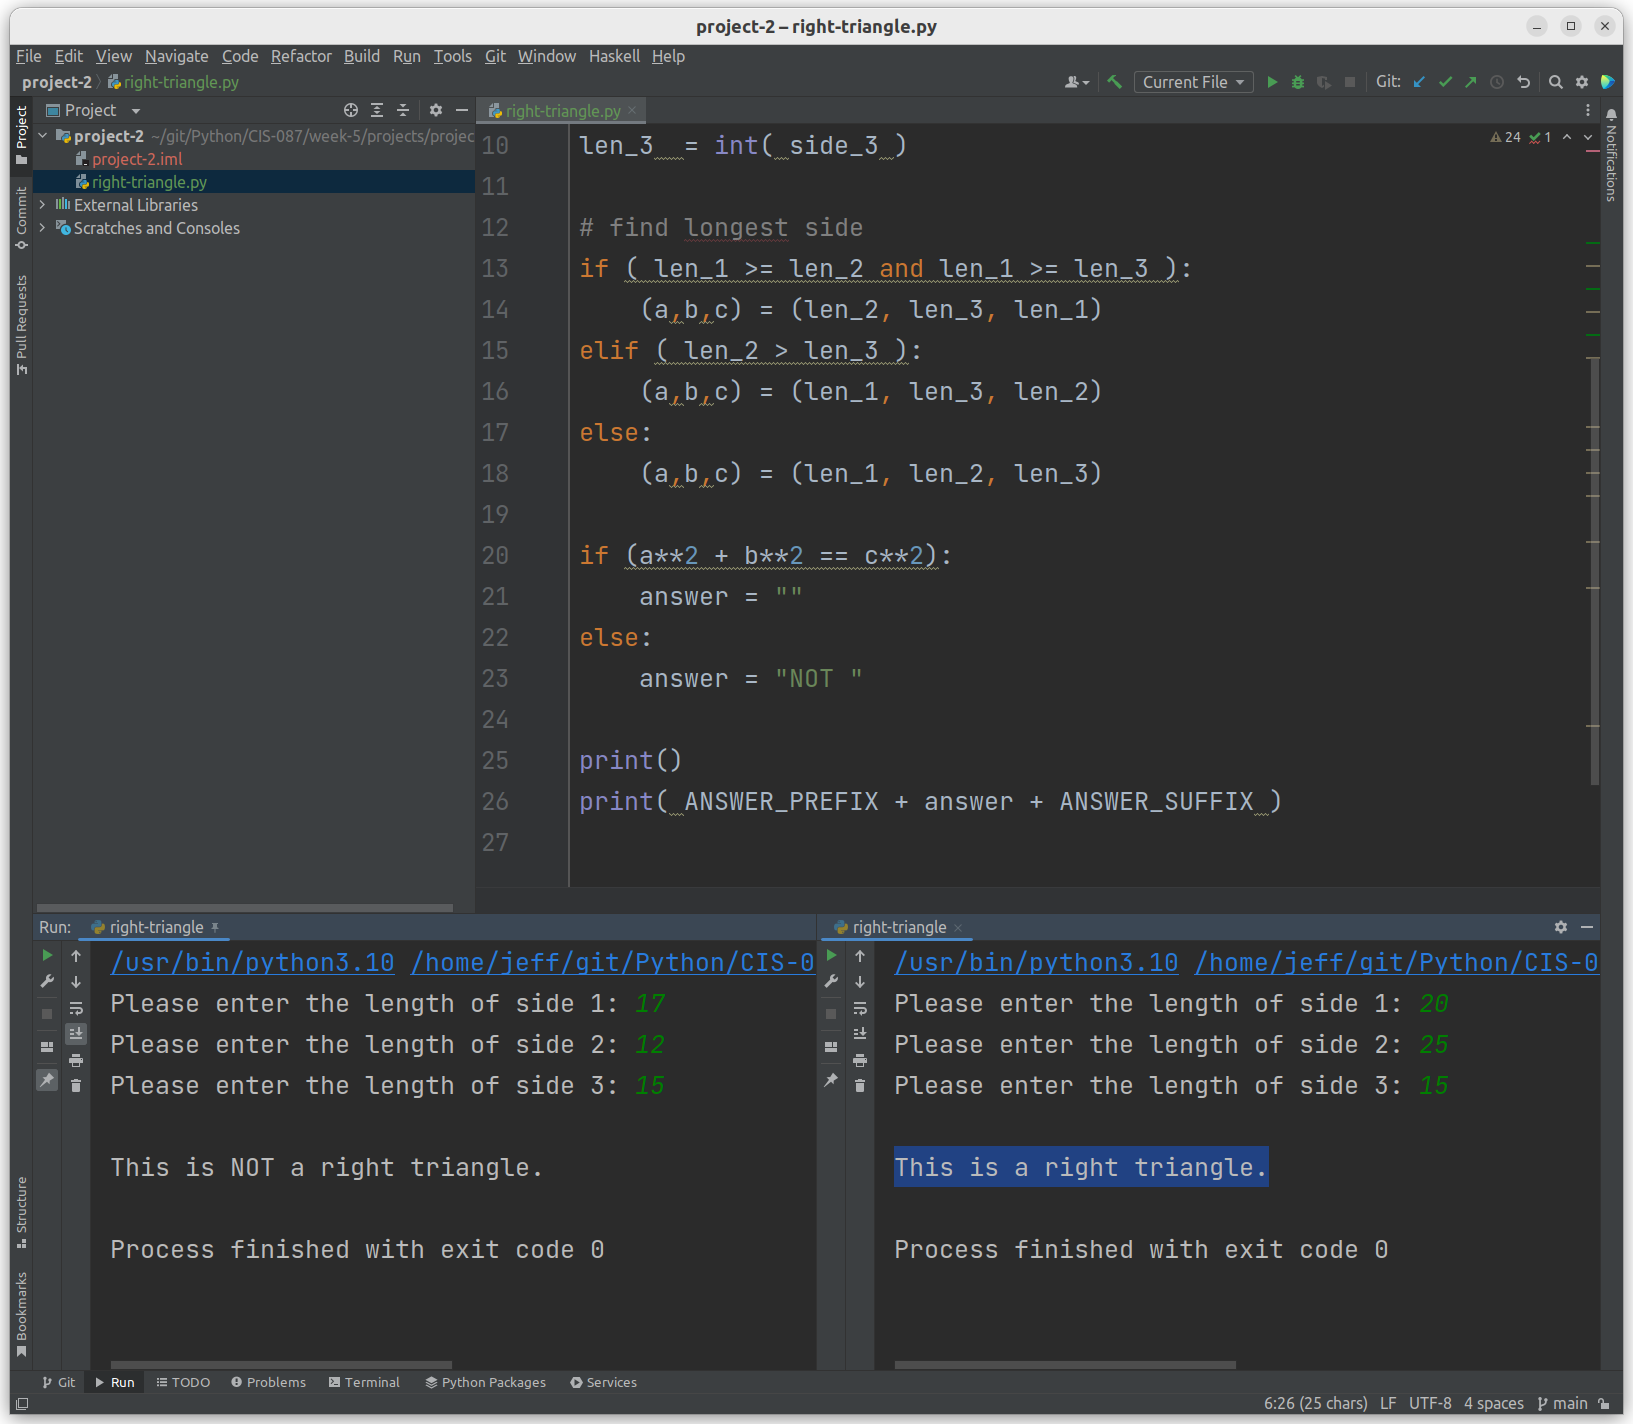 project-2 – right-triangle.py
File Edit View Navigate Code Refactor Build Run Tools Git Window Haskell Help
project-2 right-triangle.py Current File Git:
Project right-triangle.py
project-2 ~/git/Python/CIS-087/week-5/projects/projec
project-2.iml
right-triangle.py
External Libraries
Scratches and Consoles
Project
Commit
Pull Requests
Structure
Bookmarks
Notifications
24 1
10 len_3  = int( side_3 )
11
12 # find longest side
13 if ( len_1 >= len_2 and len_1 >= len_3 ):
14     (a,b,c) = (len_2, len_3, len_1)
15 elif ( len_2 > len_3 ):
16     (a,b,c) = (len_1, len_3, len_2)
17 else:
18     (a,b,c) = (len_1, len_2, len_3)
19
20 if (a**2 + b**2 == c**2):
21     answer = ""
22 else:
23     answer = "NOT "
24
25 print()
26 print( ANSWER_PREFIX + answer + ANSWER_SUFFIX )
27
Run: right-triangle
/usr/bin/python3.10 /home/jeff/git/Python/CIS-0
Please enter the length of side 1: 17
Please enter the length of side 2: 12
Please enter the length of side 3: 15
This is NOT a right triangle.
Process finished with exit code 0
right-triangle
/usr/bin/python3.10 /home/jeff/git/Python/CIS-0
Please enter the length of side 1: 20
Please enter the length of side 2: 25
Please enter the length of side 3: 15
This is a right triangle.
Process finished with exit code 0
Git Run TODO Problems Terminal Python Packages Services
6:26 (25 chars) LF UTF-8 4 spaces main